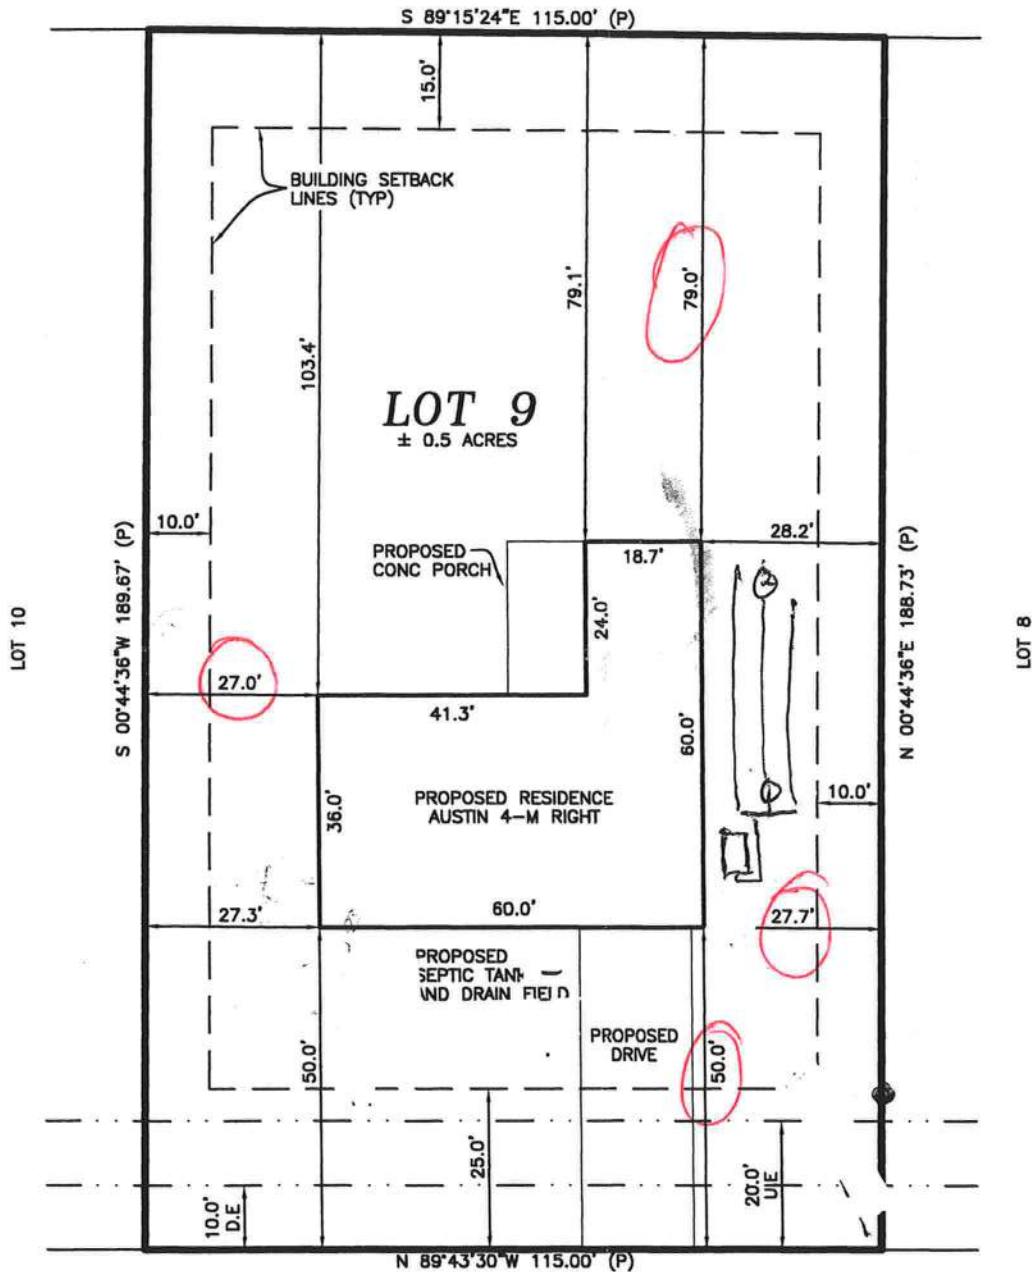 S 89°15'24"E 115.00' (P)
15.0'
BUILDING SETBACK
LINES (TYP)
79.1'
79.0'
103.4'
LOT 9
± 0.5 ACRES
10.0'
28.2'
PROPOSED
CONC PORCH
18.7'
24.0'
S 00°44'36"W 189.67' (P)
N 00°44'36"E 188.73' (P)
LOT 10
LOT 8
27.0'
41.3'
60.0'
36.0'
PROPOSED RESIDENCE
AUSTIN 4-M RIGHT
10.0'
27.3'
60.0'
27.7'
PROPOSED
SEPTIC TANK
AND DRAIN FIELD
PROPOSED
DRIVE
50.0'
50.0'
25.0'
20.0'
U.E
10.0'
D.E
N 89°43'30"W 115.00' (P)